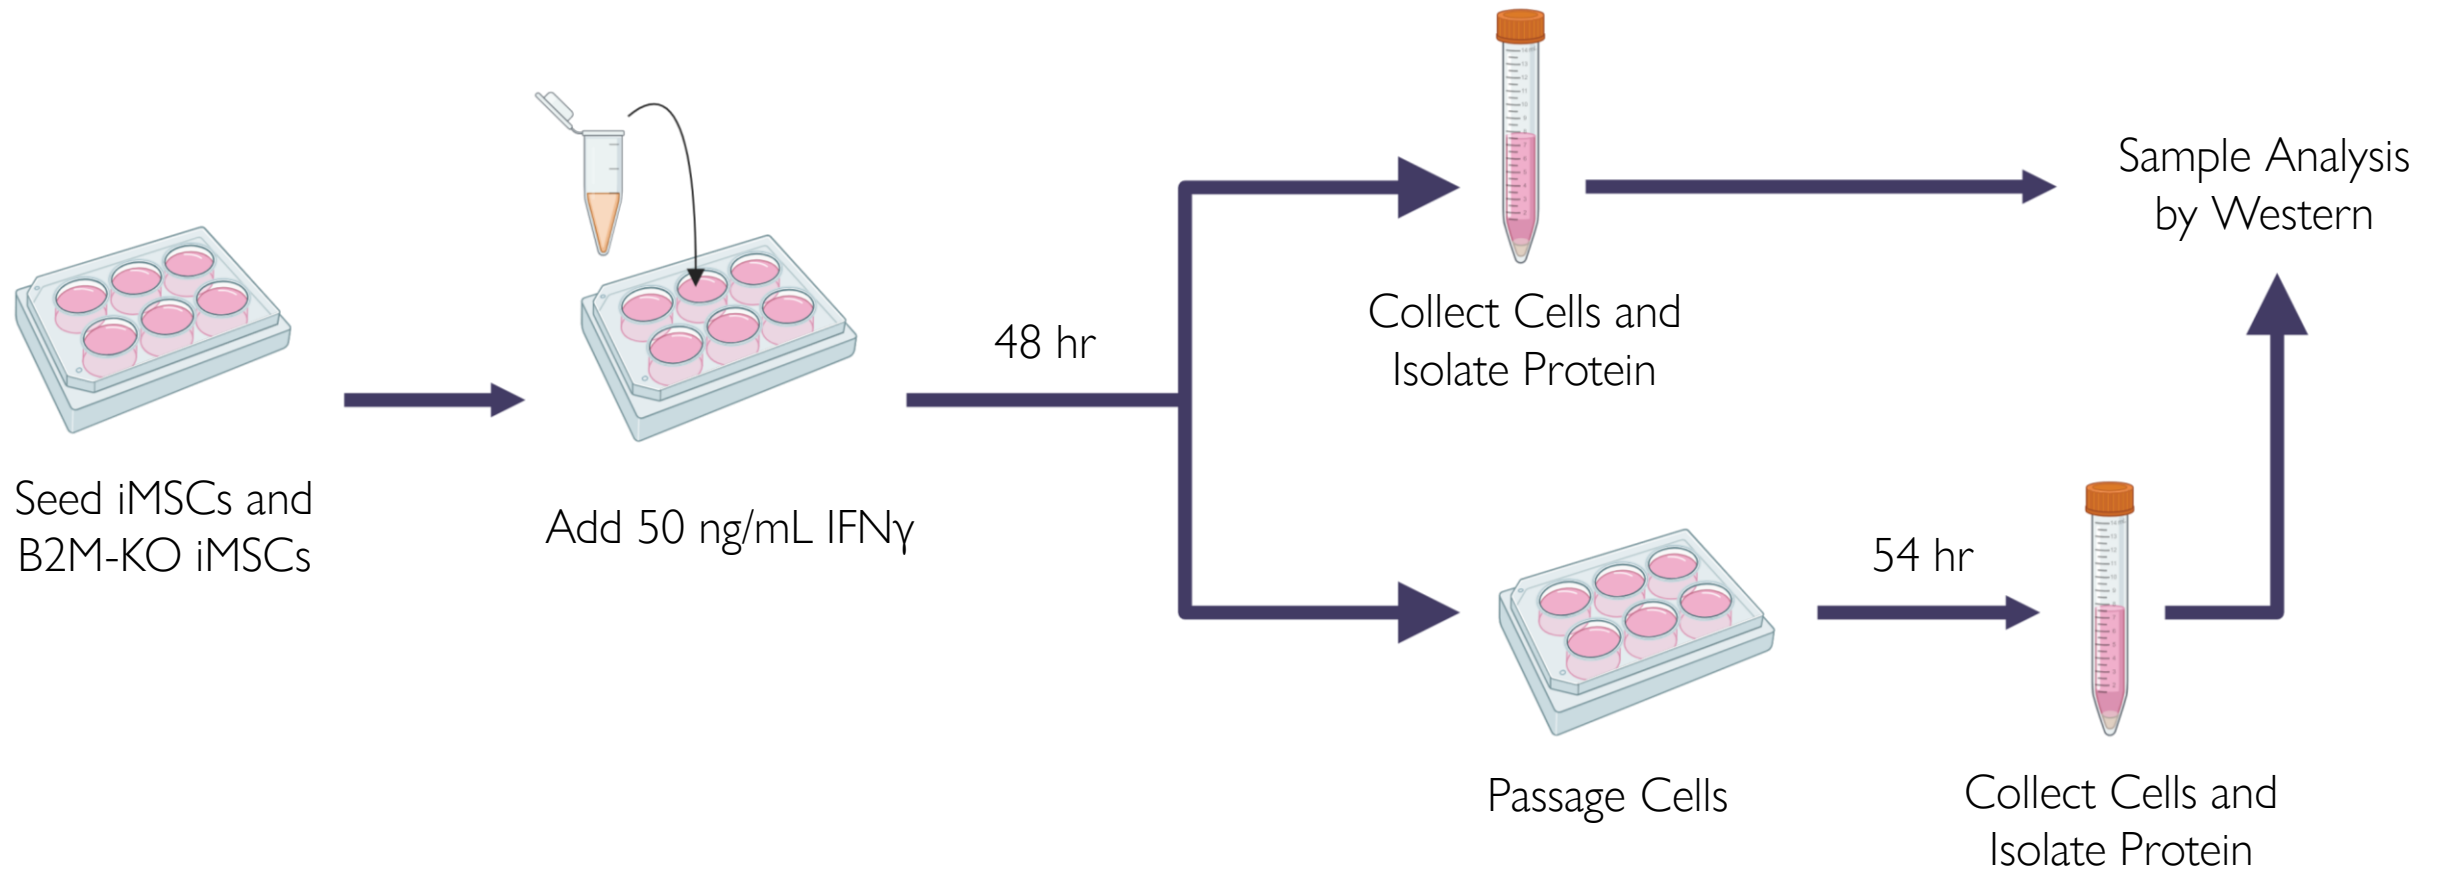 Seed iMSCs and
B2M-KO iMSCs
Add 50 ng/mL IFNγ
48 hr
Collect Cells and
Isolate Protein
Sample Analysis
by Western
Passage Cells
54 hr
Collect Cells and
Isolate Protein